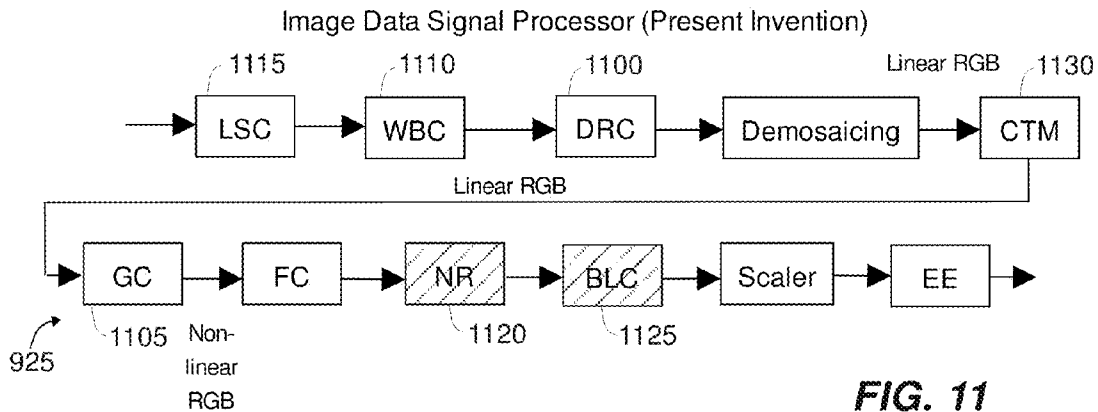 Image Data Signal Processor (Present Invention)
1115 1110 1100 Linear RGB 1130
LSC WBC DRC Demosaicing CTM
Linear RGB
GC FC NR BLC Scaler EE
925 1105 Non- 1120 1125
linear
RGB
FIG. 11